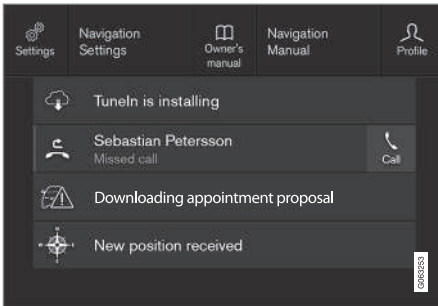 Settings
Navigation
Settings
Owner's
manual
Navigation
Manual
Profile
TuneIn is installing
Sebastian Petersson
Missed call
Call
Downloading appointment proposal
New position received
G063253